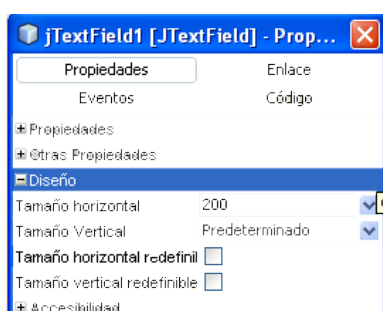 jTextField1 [JTextField] - Prop...
Propiedades Enlace
Eventos Código
Propiedades
Otras Propiedades
Diseño
Tamaño horizontal 200
Tamaño Vertical Predeterminado
Tamaño horizontal redefinil
Tamaño vertical redefinible
Accesibilidad